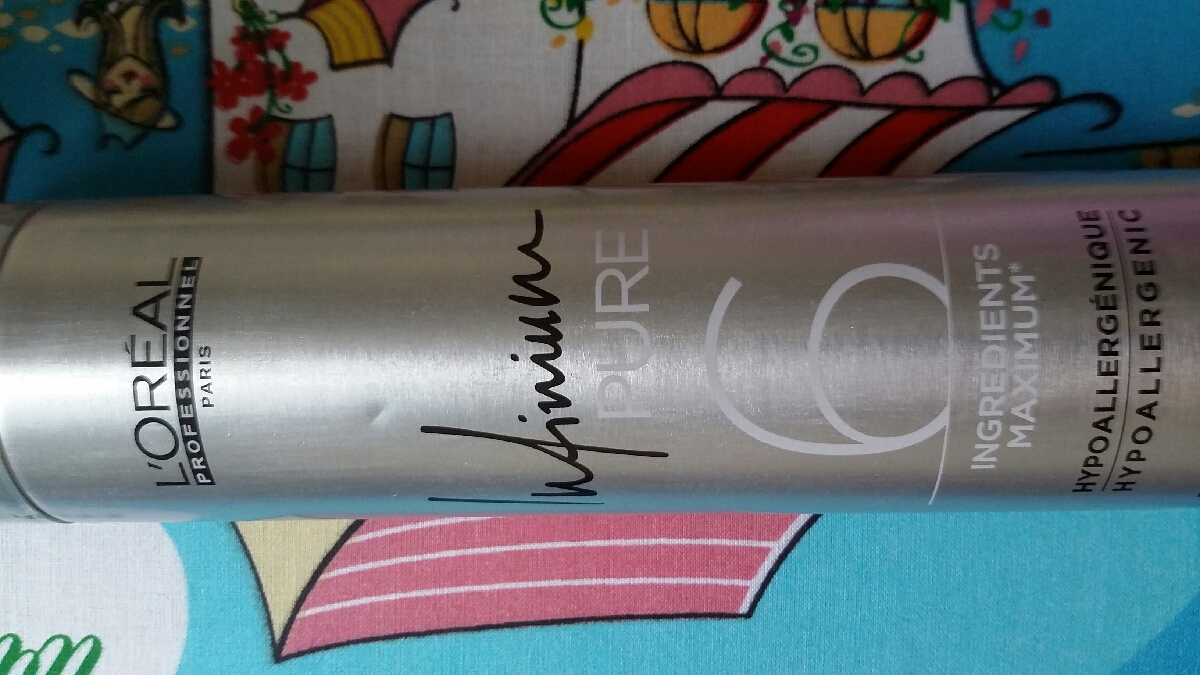 L'ORÉAL
PROFESSIONNEL
PARIS
Infinium
PURE
6
INGREDIENTS
MAXIMUM*
HYPOALLERGÉNIQUE
HYPOALLERGENIC